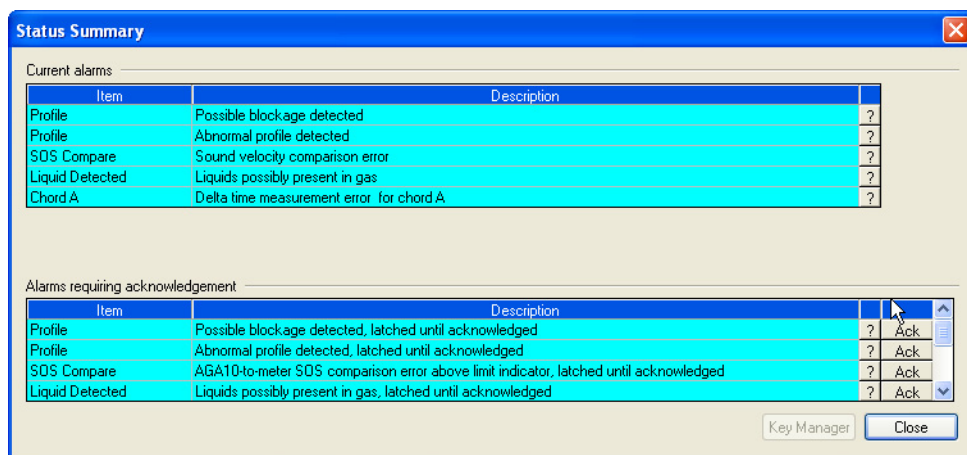 Status Summary
Current alarms
Item Description
Profile Possible blockage detected ?
Profile Abnormal profile detected ?
SOS Compare Sound velocity comparison error ?
Liquid Detected Liquids possibly present in gas ?
Chord A Delta time measurement error for chord A ?
Alarms requiring acknowledgement
Item Description
Profile Possible blockage detected, latched until acknowledged ? Ack
Profile Abnormal profile detected, latched until acknowledged ? Ack
SOS Compare AGA10-to-meter SOS comparison error above limit indicator, latched until acknowledged ? Ack
Liquid Detected Liquids possibly present in gas, latched until acknowledged ? Ack
Key Manager Close